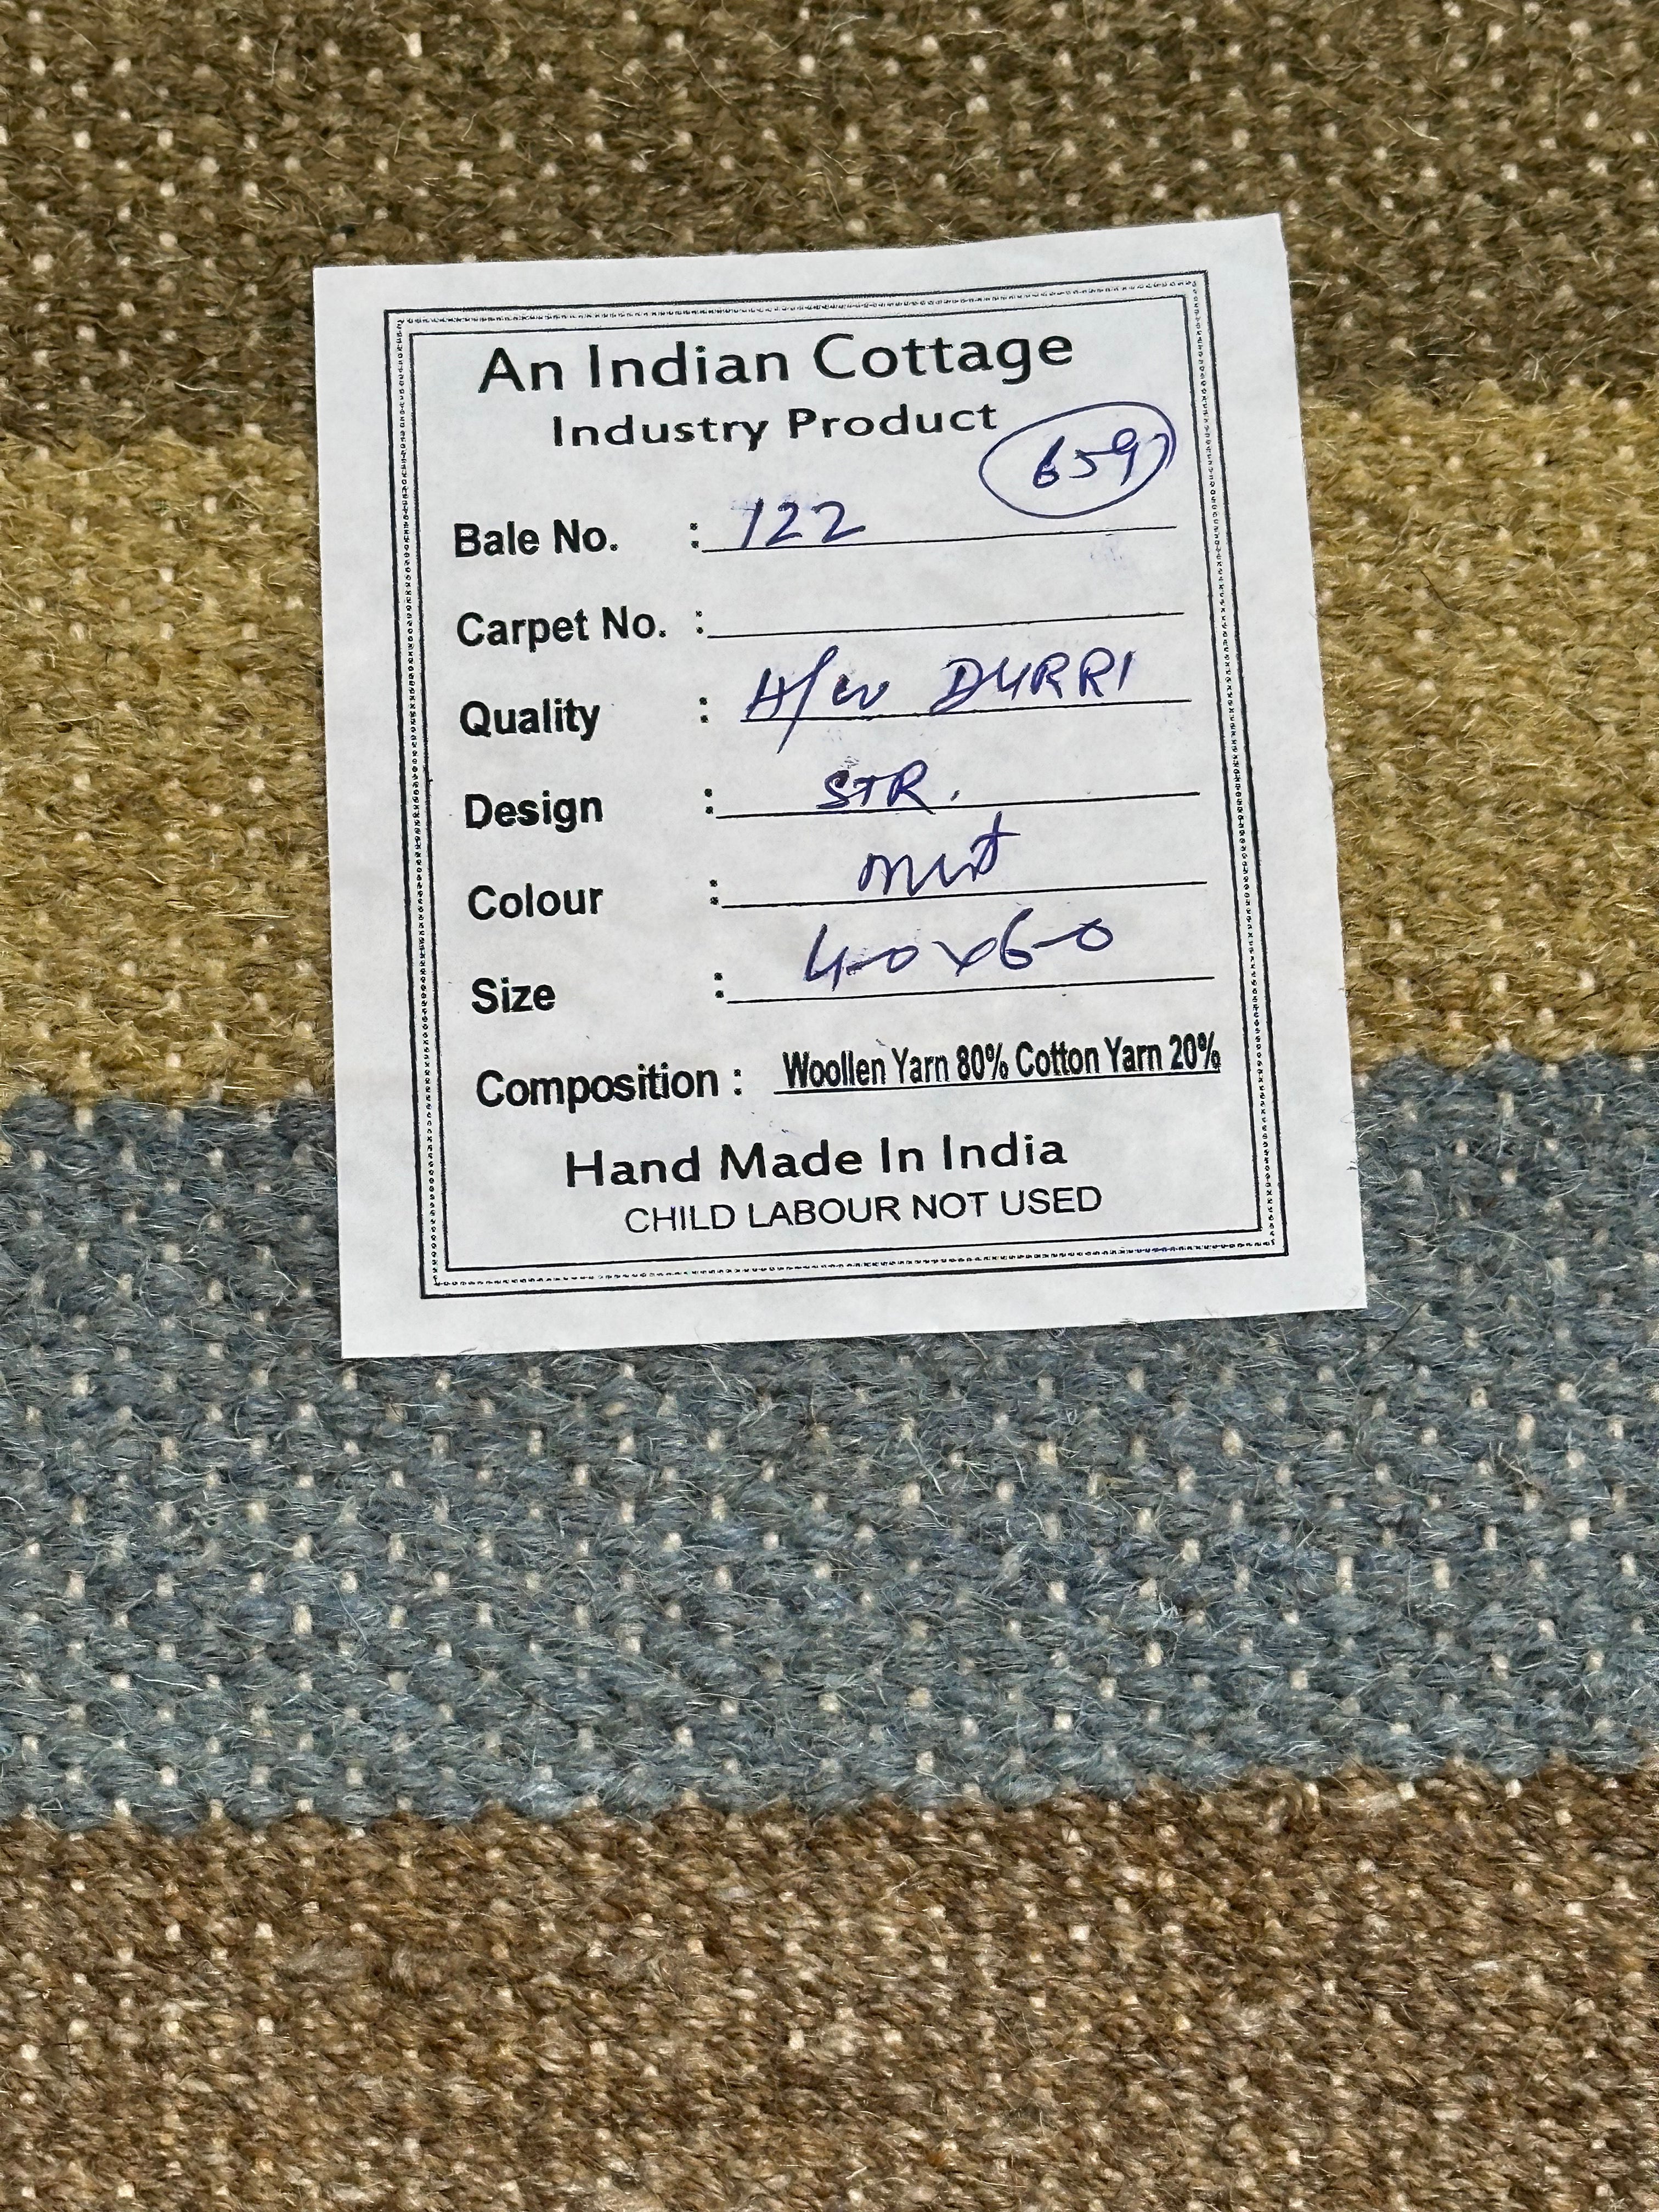 An Indian Cottage
Industry Product
659
Bale No. : 122
Carpet No. :
Quality : H/W DURRI
Design : STR.
Colour :
Size : 4-0x6-0
Composition : Woollen Yarn 80% Cotton Yarn 20%
Hand Made In India
CHILD LABOUR NOT USED